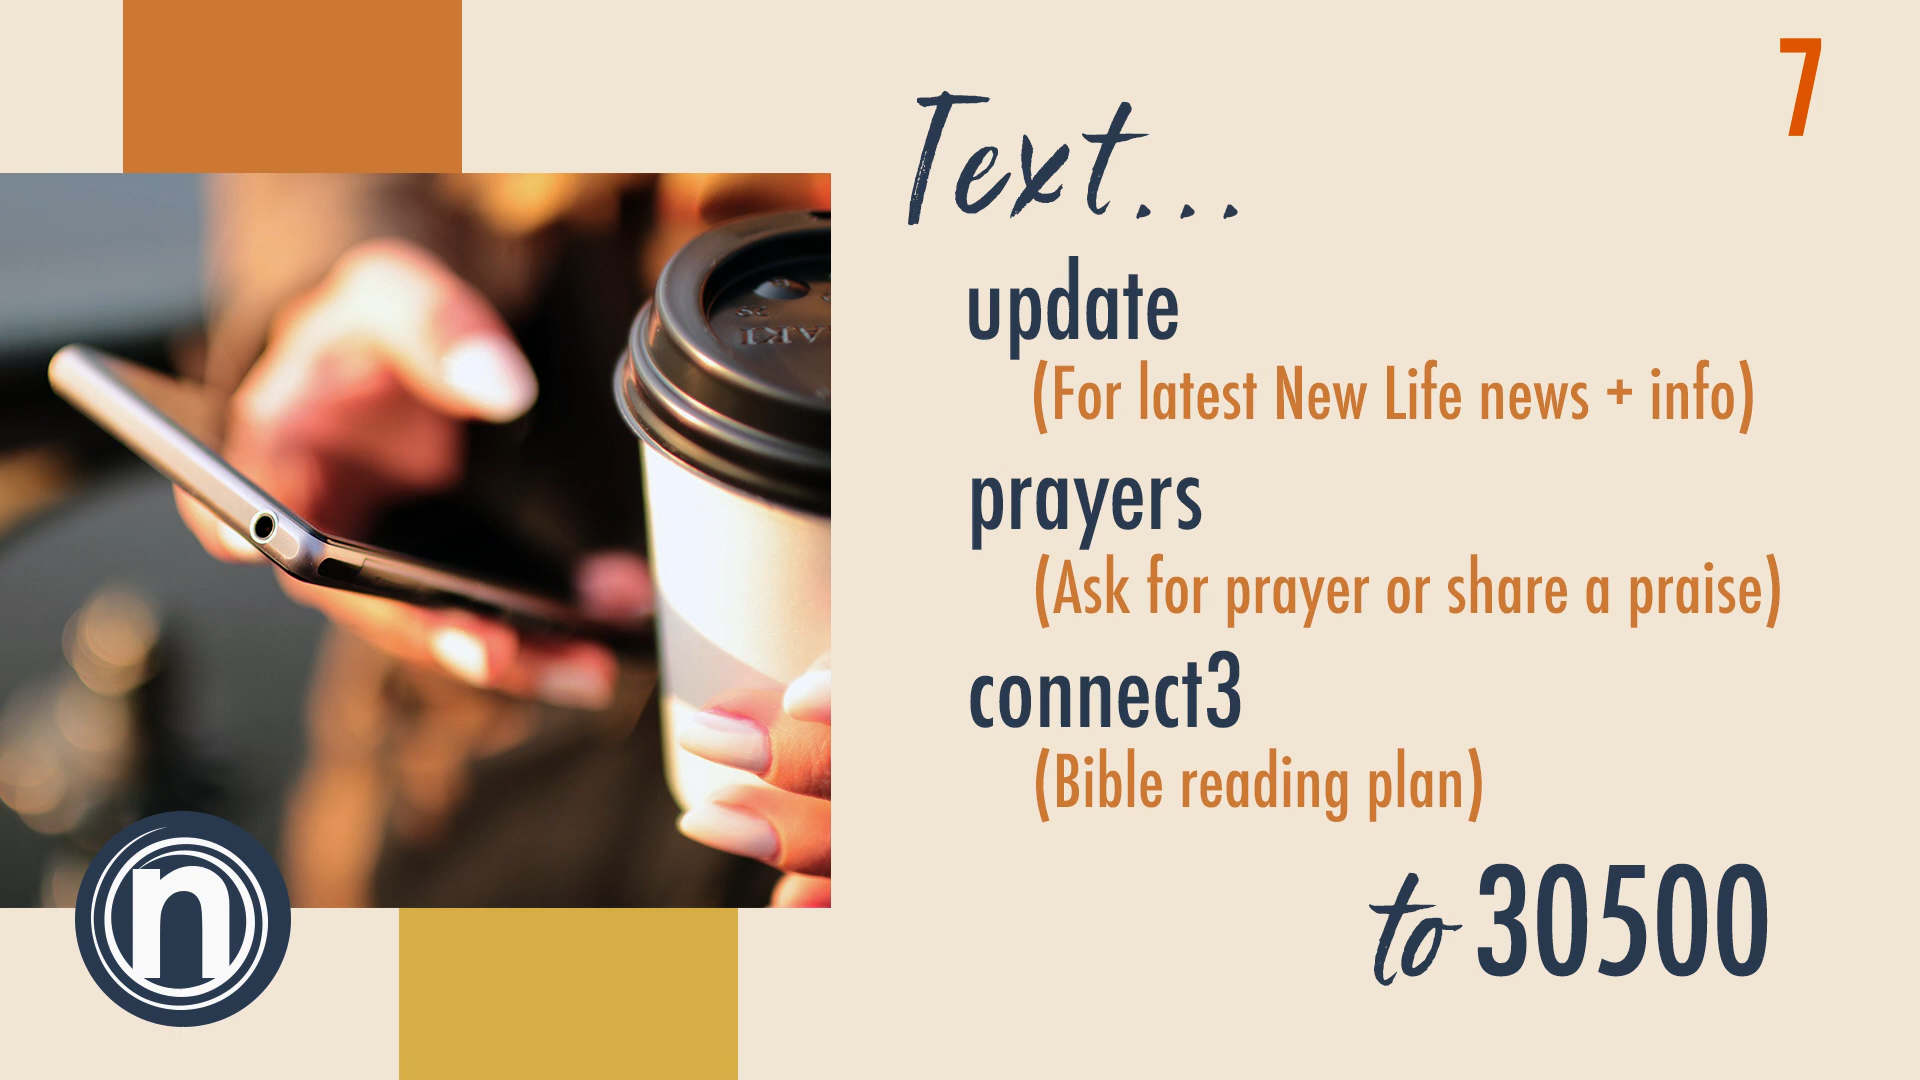 7
Text...
update
(For latest New Life news + info)
prayers
(Ask for prayer or share a praise)
connect3
(Bible reading plan)
to 30500
n